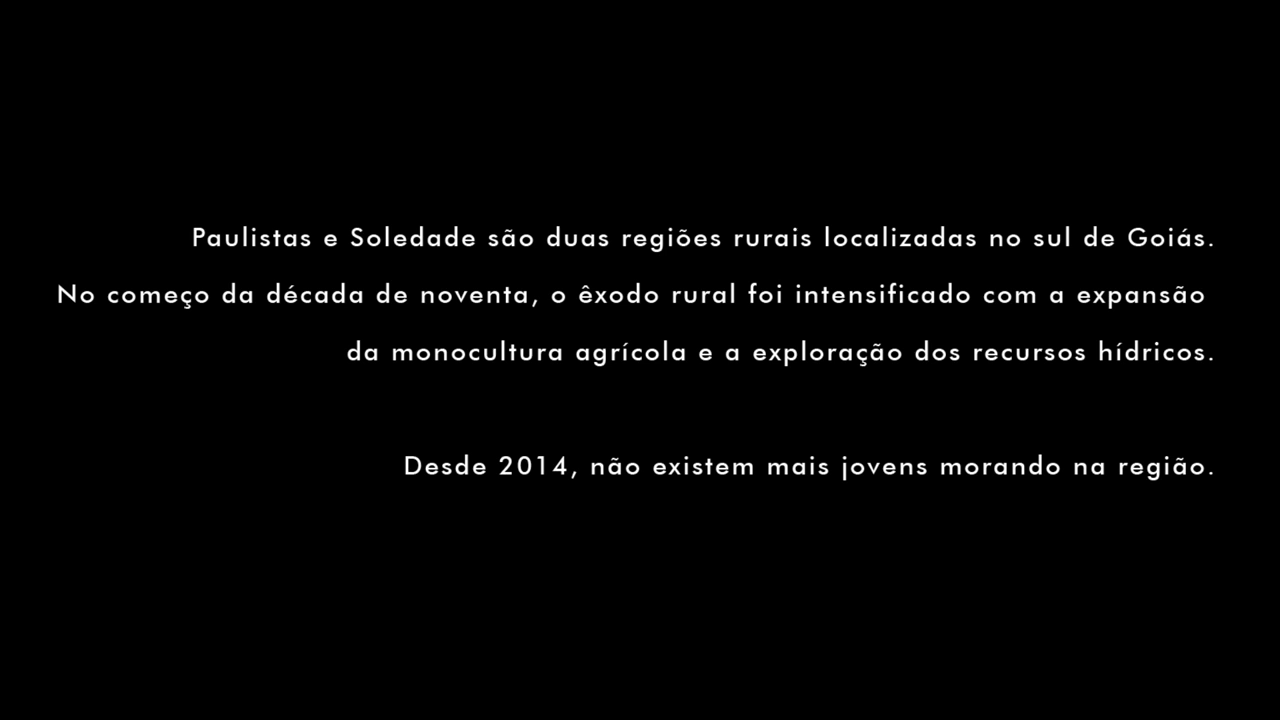 Paulistas e Soledade são duas regiões rurais localizadas no sul de Goiás.
No começo da década de noventa, o êxodo rural foi intensificado com a expansão
da monocultura agrícola e a exploração dos recursos hídricos.
Desde 2014, não existem mais jovens morando na região.